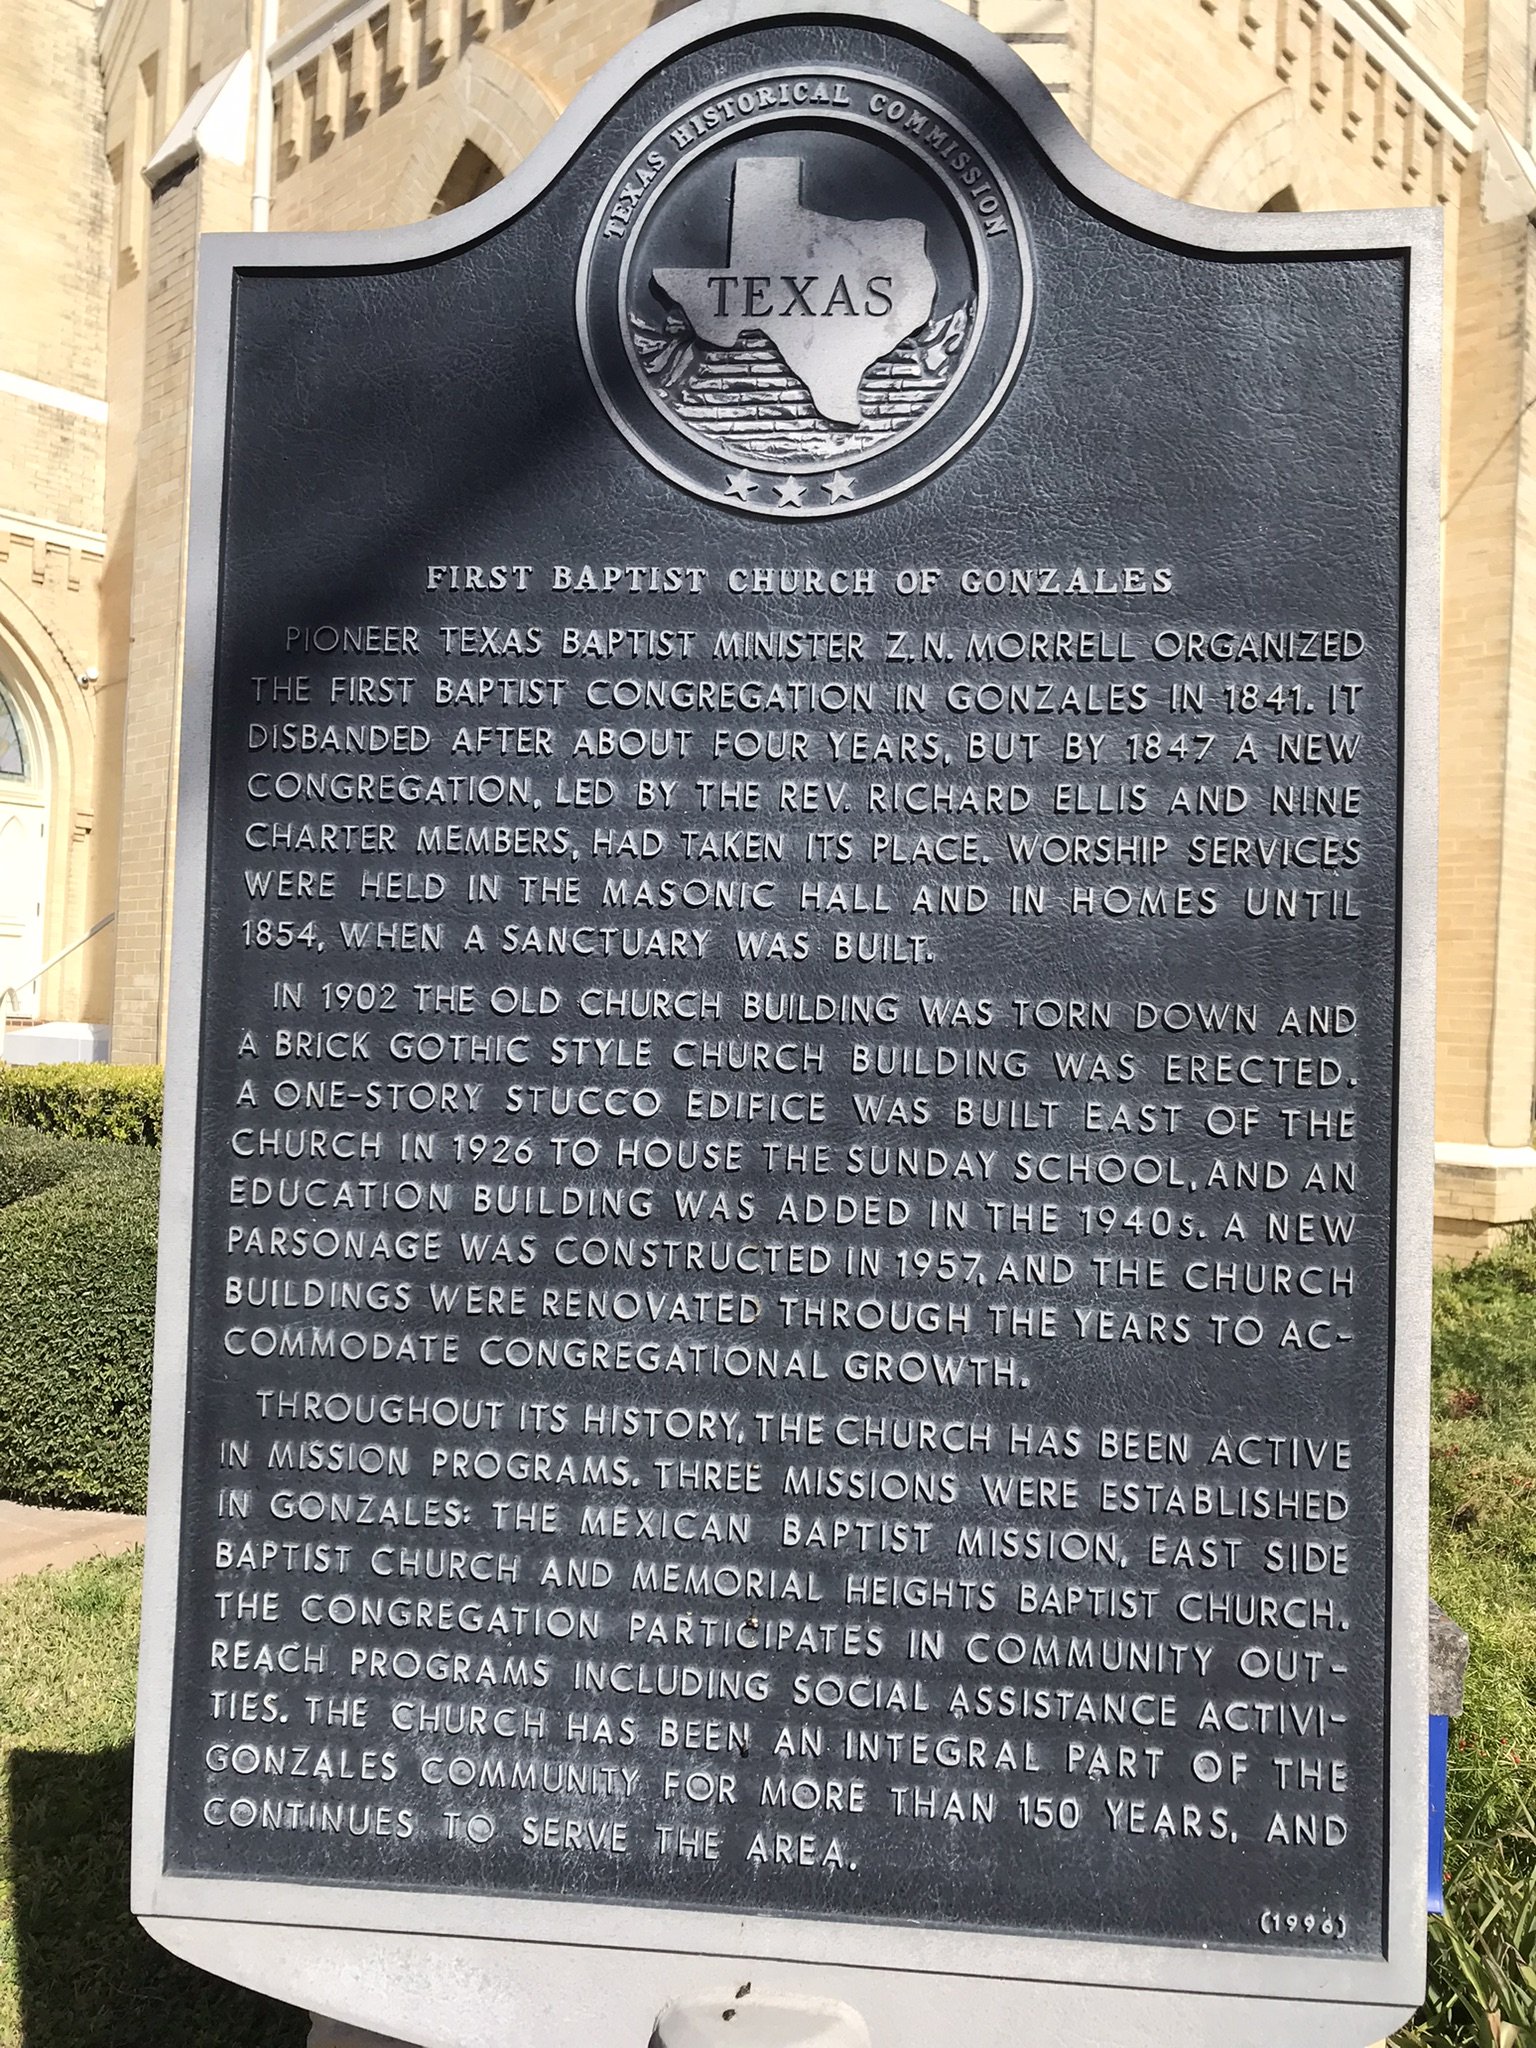 TEXAS HISTORICAL COMMISSION
TEXAS
FIRST BAPTIST CHURCH OF GONZALES
PIONEER TEXAS BAPTIST MINISTER Z.N. MORRELL ORGANIZED
THE FIRST BAPTIST CONGREGATION IN GONZALES IN 1841. IT
DISBANDED AFTER ABOUT FOUR YEARS, BUT BY 1847 A NEW
CONGREGATION, LED BY THE REV. RICHARD ELLIS AND NINE
CHARTER MEMBERS, HAD TAKEN ITS PLACE. WORSHIP SERVICES
WERE HELD IN THE MASONIC HALL AND IN HOMES UNTIL
1854, WHEN A SANCTUARY WAS BUILT.
IN 1902 THE OLD CHURCH BUILDING WAS TORN DOWN AND
A BRICK GOTHIC STYLE CHURCH BUILDING WAS ERECTED.
A ONE-STORY STUCCO EDIFICE WAS BUILT EAST OF THE
CHURCH IN 1926 TO HOUSE THE SUNDAY SCHOOL, AND AN
EDUCATION BUILDING WAS ADDED IN THE 1940s. A NEW
PARSONAGE WAS CONSTRUCTED IN 1957, AND THE CHURCH
BUILDINGS WERE RENOVATED THROUGH THE YEARS TO AC-
COMMODATE CONGREGATIONAL GROWTH.
THROUGHOUT ITS HISTORY, THE CHURCH HAS BEEN ACTIVE
IN MISSION PROGRAMS. THREE MISSIONS WERE ESTABLISHED
IN GONZALES: THE MEXICAN BAPTIST MISSION, EAST SIDE
BAPTIST CHURCH AND MEMORIAL HEIGHTS BAPTIST CHURCH.
THE CONGREGATION PARTICIPATES IN COMMUNITY OUT-
REACH PROGRAMS INCLUDING SOCIAL ASSISTANCE ACTIVI-
TIES. THE CHURCH HAS BEEN AN INTEGRAL PART OF THE
GONZALES COMMUNITY FOR MORE THAN 150 YEARS, AND
CONTINUES TO SERVE THE AREA.
(1996)